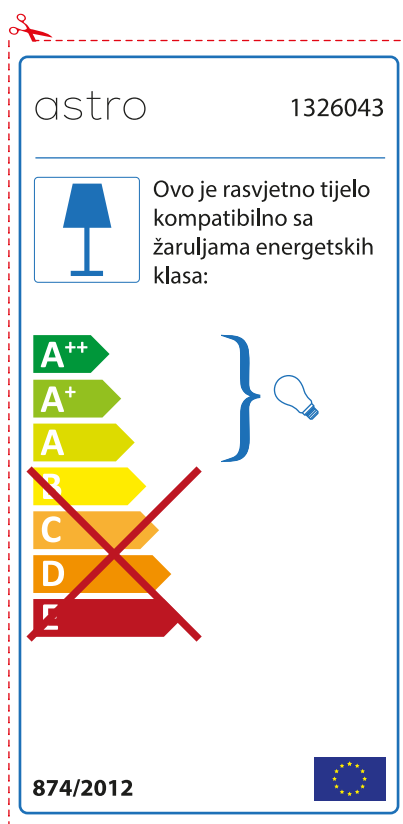 astro
1326043
Ovo je rasvjetno tijelo
kompatibilno sa
žaruljama energetskih
klasa:
A++
A+
A
B
C
D
E
874/2012